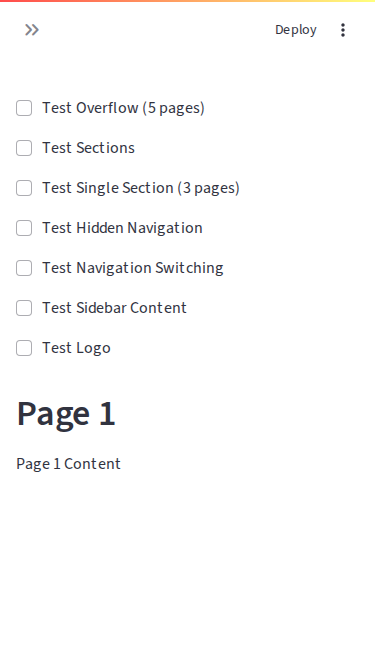 Deploy
Test Overflow (5 pages)
Test Sections
Test Single Section (3 pages)
Test Hidden Navigation
Test Navigation Switching
Test Sidebar Content
Test Logo
Page 1
Page 1 Content